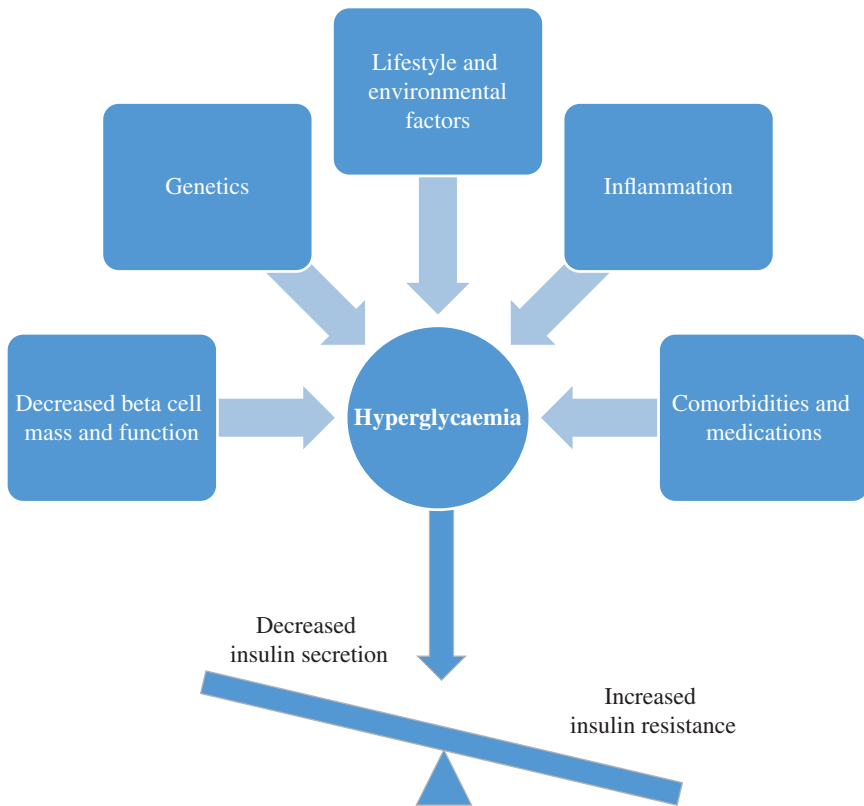 Lifestyle and
environmental
factors
Genetics
Inflammation
Decreased beta cell
mass and function
Hyperglycaemia
Comorbidities and
medications
Decreased
insulin secretion
Increased
insulin resistance